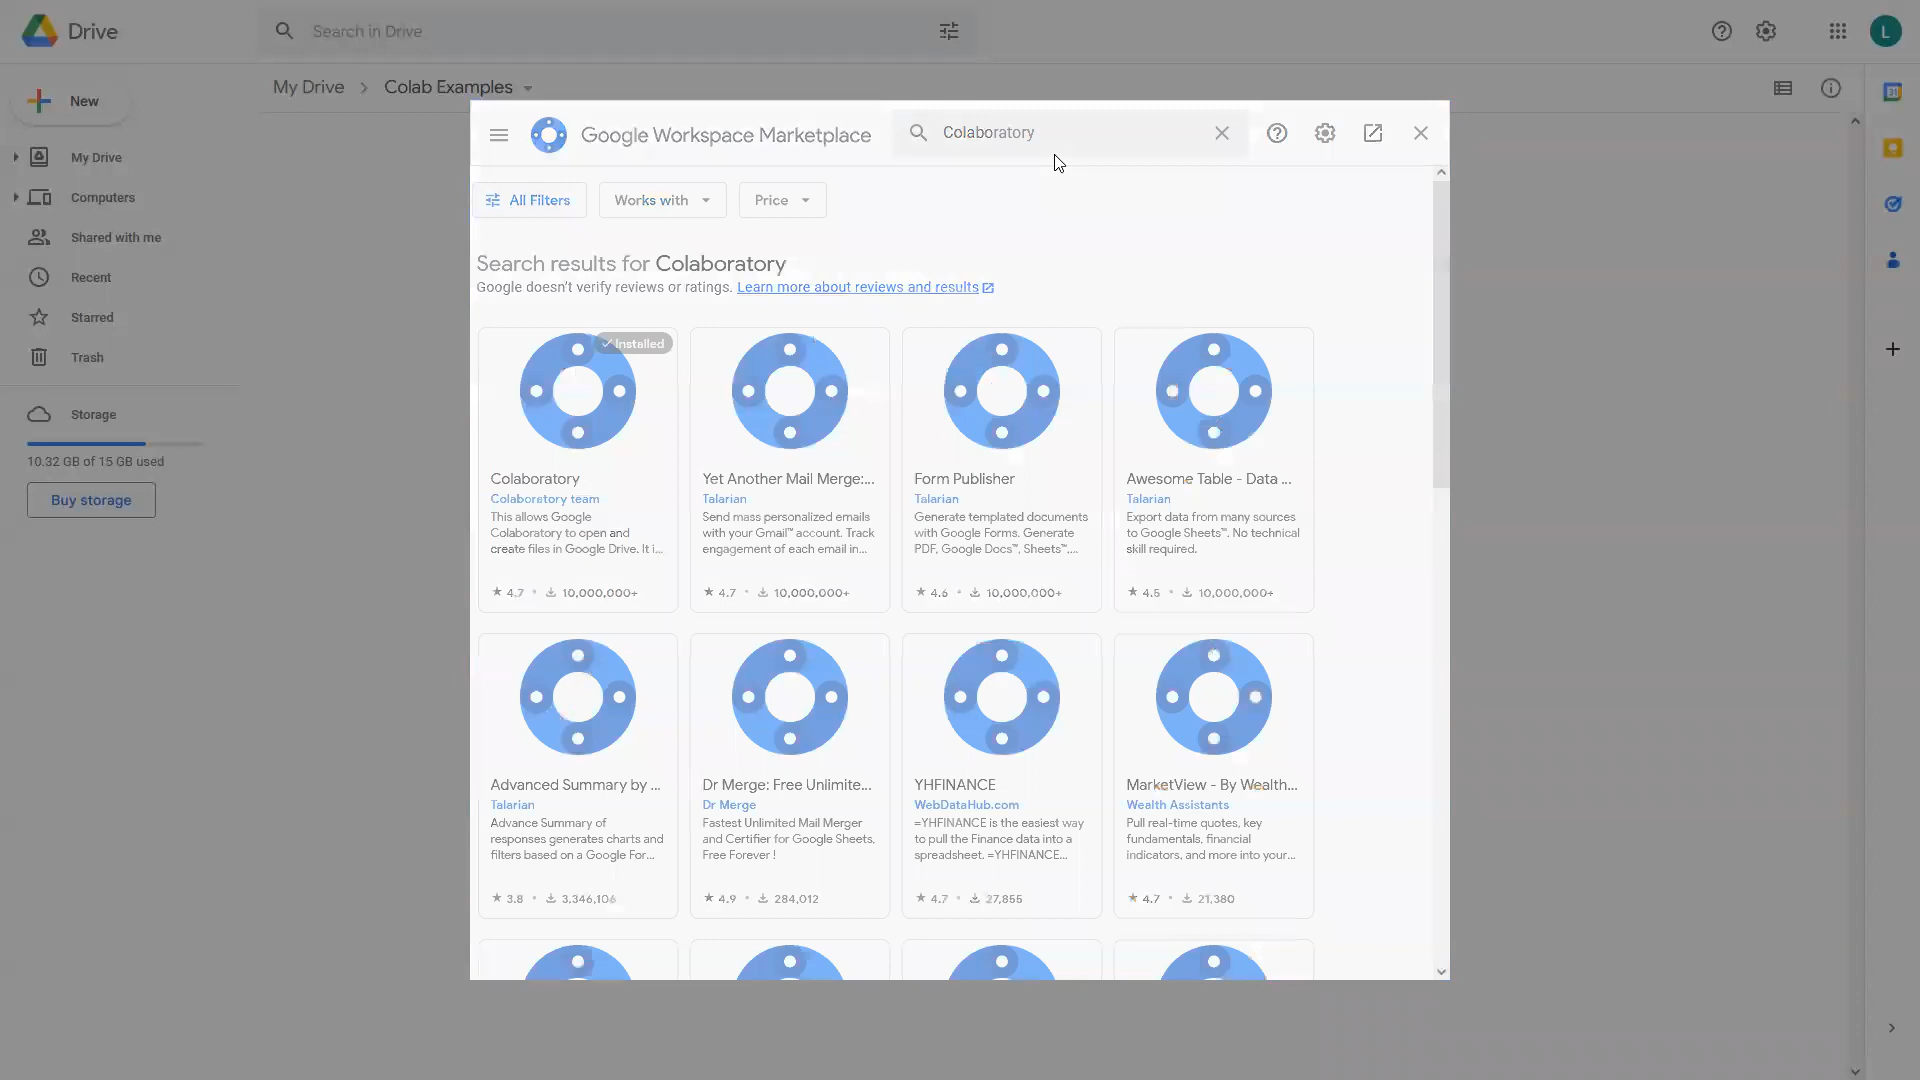 Drive
Search in Drive
L
New
My Drive
Computers
Shared with me
Recent
Starred
Trash
Storage
10.32 GB of 15 GB used
Buy storage
My Drive > Colab Examples
31
Google Workspace Marketplace
Colaboratory
All Filters
Works with
Price
Search results for Colaboratory
Google doesn't verify reviews or ratings. Learn more about reviews and results
Installed
Colaboratory
Colaboratory team
This allows Google
Colaboratory to open and
create files in Google Drive. It i...
4.7 • 10,000,000+
Yet Another Mail Merge:...
Talarian
Send mass personalized emails
with your Gmail™ account. Track
engagement of each email in...
4.7 • 10,000,000+
Form Publisher
Talarian
Generate templated documents
with Google Forms. Generate
PDF, Google Docs™, Sheets™,...
4.6 • 10,000,000+
Awesome Table - Data ...
Talarian
Export data from many sources
to Google Sheets™. No technical
skill required.
4.5 • 10,000,000+
Advanced Summary by ...
Talarian
Advance Summary of
responses generates charts and
filters based on a Google For...
3.8 • 3,346,106
Dr Merge: Free Unlimite...
Dr Merge
Fastest Unlimited Mail Merger
and Certifier for Google Sheets,
Free Forever !
4.9 • 284,012
YHFINANCE
WebDataHub.com
=YHFINANCE is the easiest way
to pull the Finance data into a
spreadsheet. =YHFINANCE...
4.7 • 27,855
MarketView - By Wealth...
Wealth Assistants
Pull real-time quotes, key
fundamentals, financial
indicators, and more into your...
4.7 • 21,380